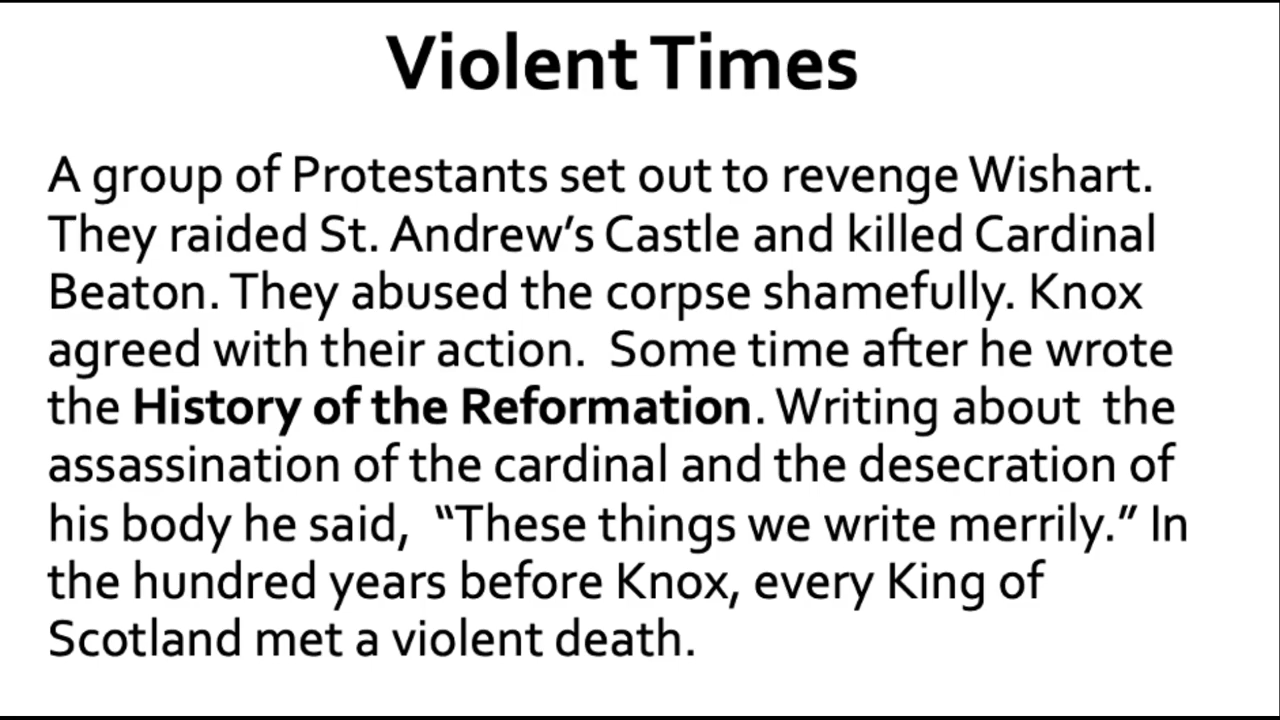 Violent Times
A group of Protestants set out to revenge Wishart.
They raided St. Andrew’s Castle and killed Cardinal
Beaton. They abused the corpse shamefully. Knox
agreed with their action.  Some time after he wrote
the History of the Reformation. Writing about  the
assassination of the cardinal and the desecration of
his body he said,  “These things we write merrily.” In
the hundred years before Knox, every King of
Scotland met a violent death.